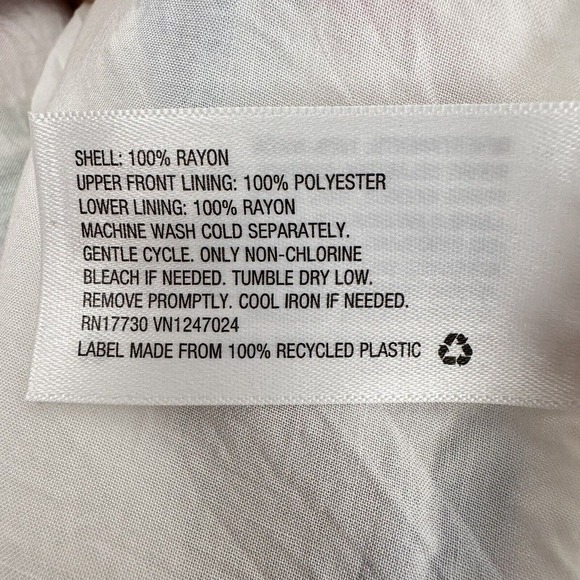 SHELL: 100% RAYON
UPPER FRONT LINING: 100% POLYESTER
LOWER LINING: 100% RAYON
MACHINE WASH COLD SEPARATELY.
GENTLE CYCLE. ONLY NON-CHLORINE
BLEACH IF NEEDED. TUMBLE DRY LOW.
REMOVE PROMPTLY. COOL IRON IF NEEDED.
RN17730 VN1247024
LABEL MADE FROM 100% RECYCLED PLASTIC